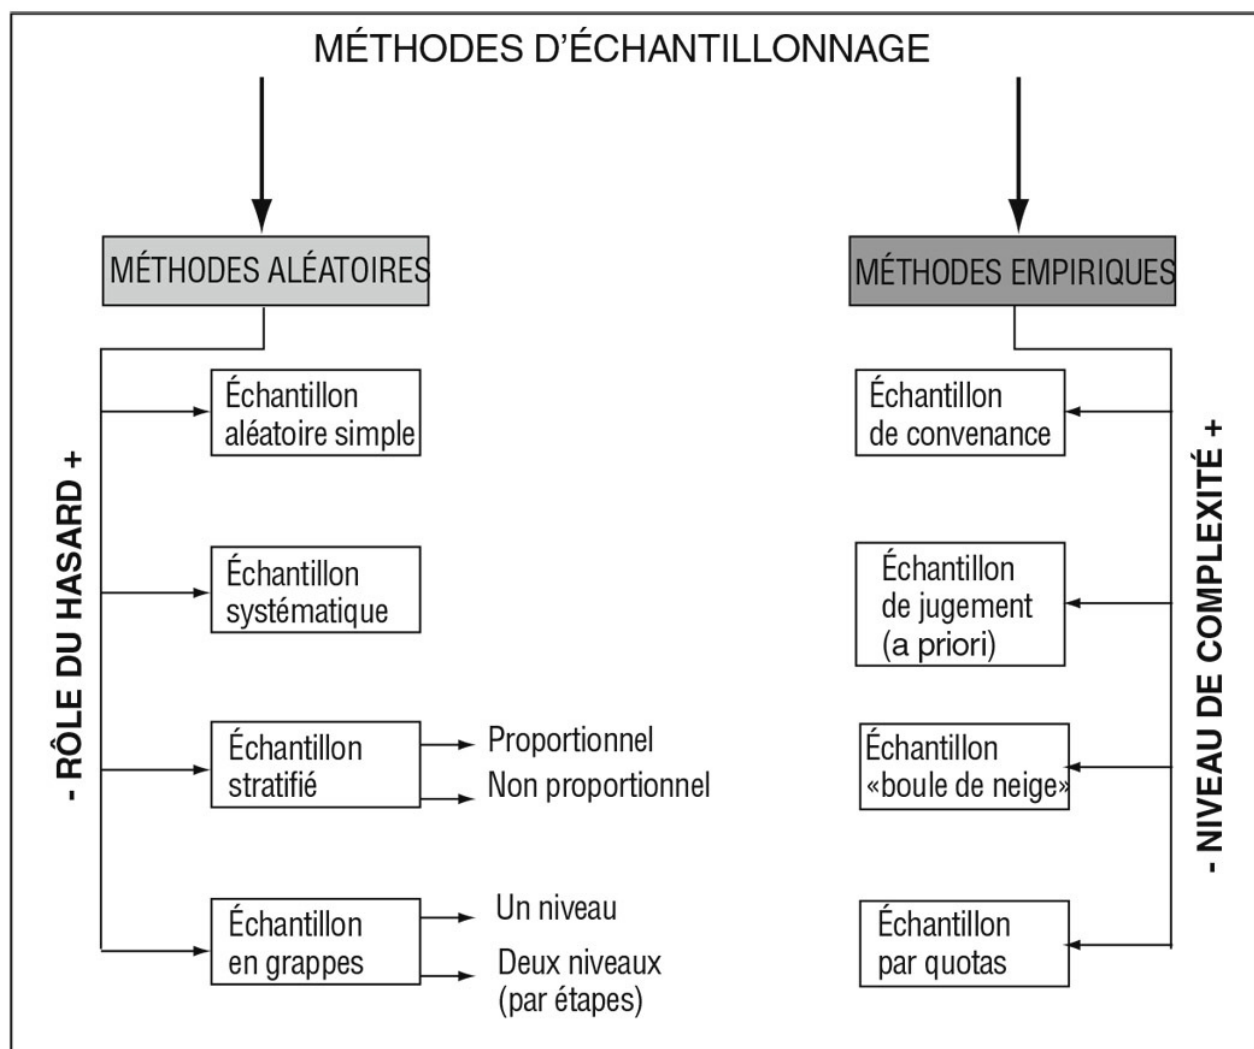 MÉTHODES D'ÉCHANTILLONNAGE
MÉTHODES ALÉATOIRES
Échantillon
aléatoire simple
Échantillon
systématique
Échantillon
stratifié
Proportionnel
Non proportionnel
Échantillon
en grappes
Un niveau
Deux niveaux
(par étapes)
- RÔLE DU HASARD +
MÉTHODES EMPIRIQUES
Échantillon
de convenance
Échantillon
de jugement
(a priori)
Échantillon
«boule de neige»
Échantillon
par quotas
- NIVEAU DE COMPLEXITÉ +